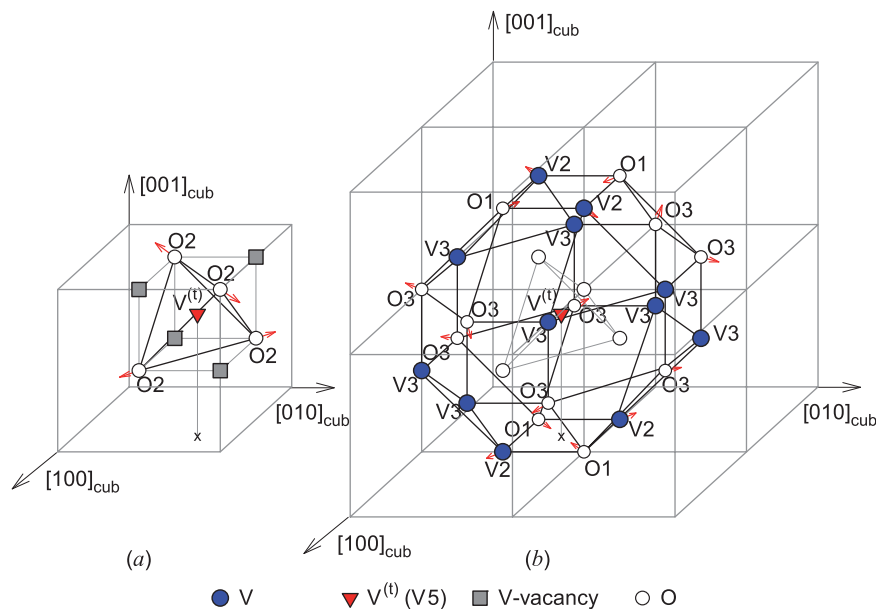 [001]cub
[001]cub
V2
O1
O1
V2
O3
V3
O3
V3
O2
O2
V(t)
O2
O2
O3
O3
V(t)
O3
V3
V3
V3
V3
O3
V3
O3
O3
V3
O1
V2
V2
O1
x
x
[010]cub
[010]cub
[100]cub
[100]cub
(a)
(b)
V
V(t) (V5)
V-vacancy
O